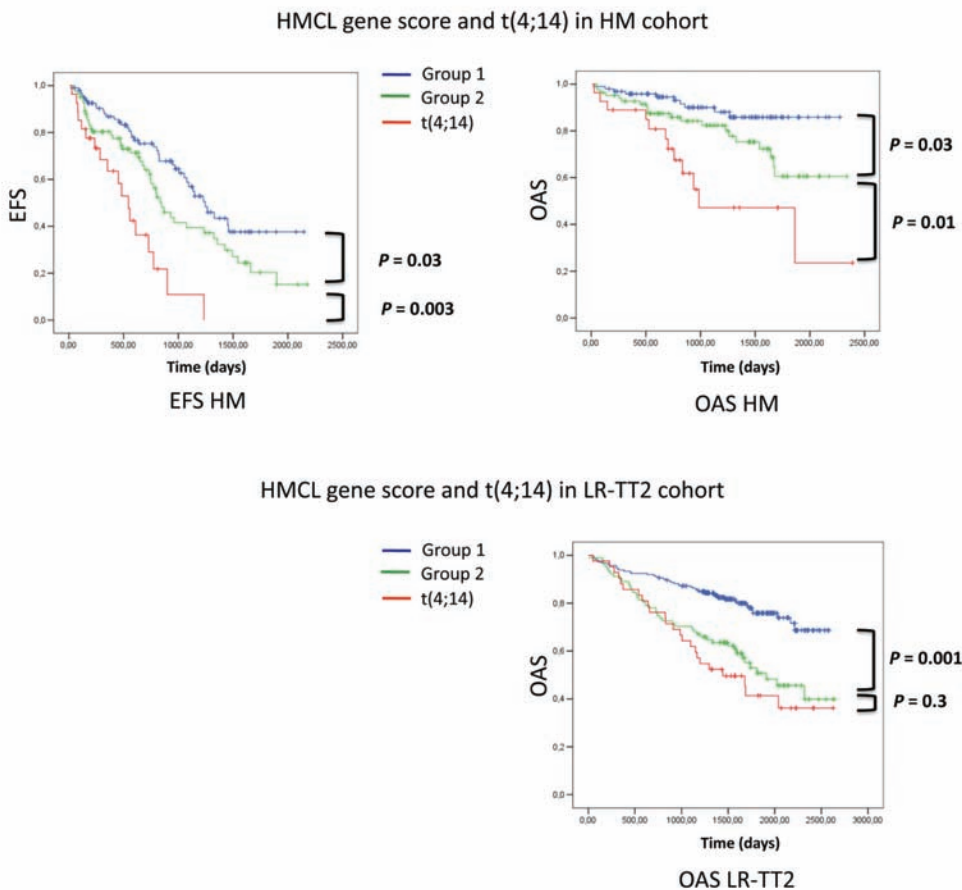 HMCL gene score and t(4;14) in HM cohort
Group 1
Group 2
t(4;14)
EFS
1,0
0,8
0,6
0,4
0,2
0,0
0,00 500,00 1000,00 1500,00 2000,00 2500,00
Time (days)
EFS HM
P = 0.03
P = 0.003
OAS
1,0
0,8
0,6
0,4
0,2
0,0
0,00 500,00 1000,00 1500,00 2000,00 2500,00
Time (days)
OAS HM
P = 0.03
P = 0.01
HMCL gene score and t(4;14) in LR-TT2 cohort
Group 1
Group 2
t(4;14)
OAS
1,0
0,8
0,6
0,4
0,2
0,0
0,00 500,00 1000,00 1500,00 2000,00 2500,00 3000,00
Time (days)
OAS LR-TT2
P = 0.001
P = 0.3